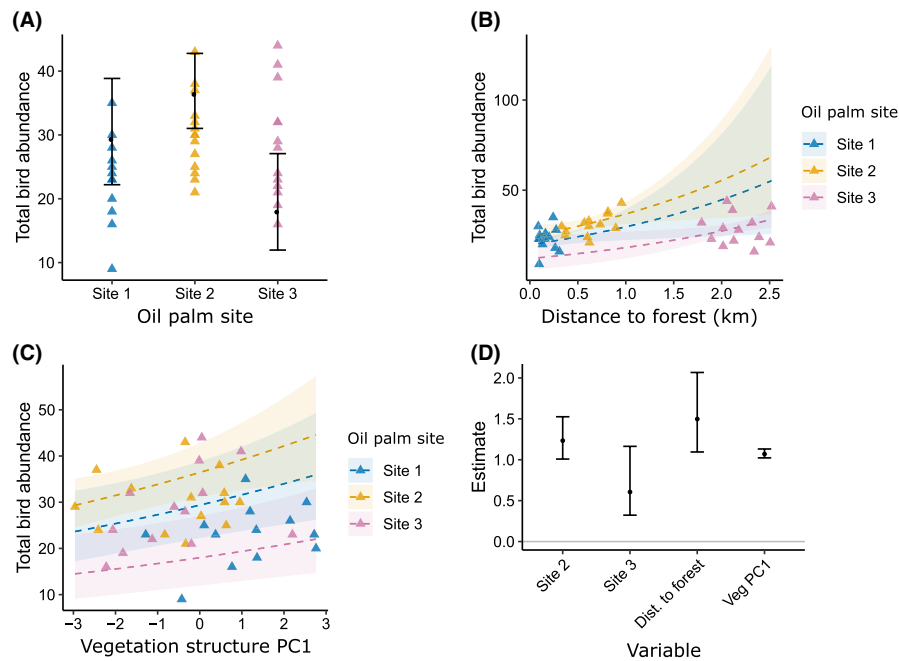 (A)
Total bird abundance
40
30
20
10
Site 1
Site 2
Site 3
Oil palm site
(B)
Total bird abundance
100
50
0.0
0.5
1.0
1.5
2.0
2.5
Distance to forest (km)
Oil palm site
Site 1
Site 2
Site 3
(C)
Total bird abundance
50
40
30
20
10
−3
−2
−1
0
1
2
3
Vegetation structure PC1
Oil palm site
Site 1
Site 2
Site 3
(D)
Estimate
2.0
1.5
1.0
0.5
0.0
Site 2
Site 3
Dist. to forest
Veg PC1
Variable